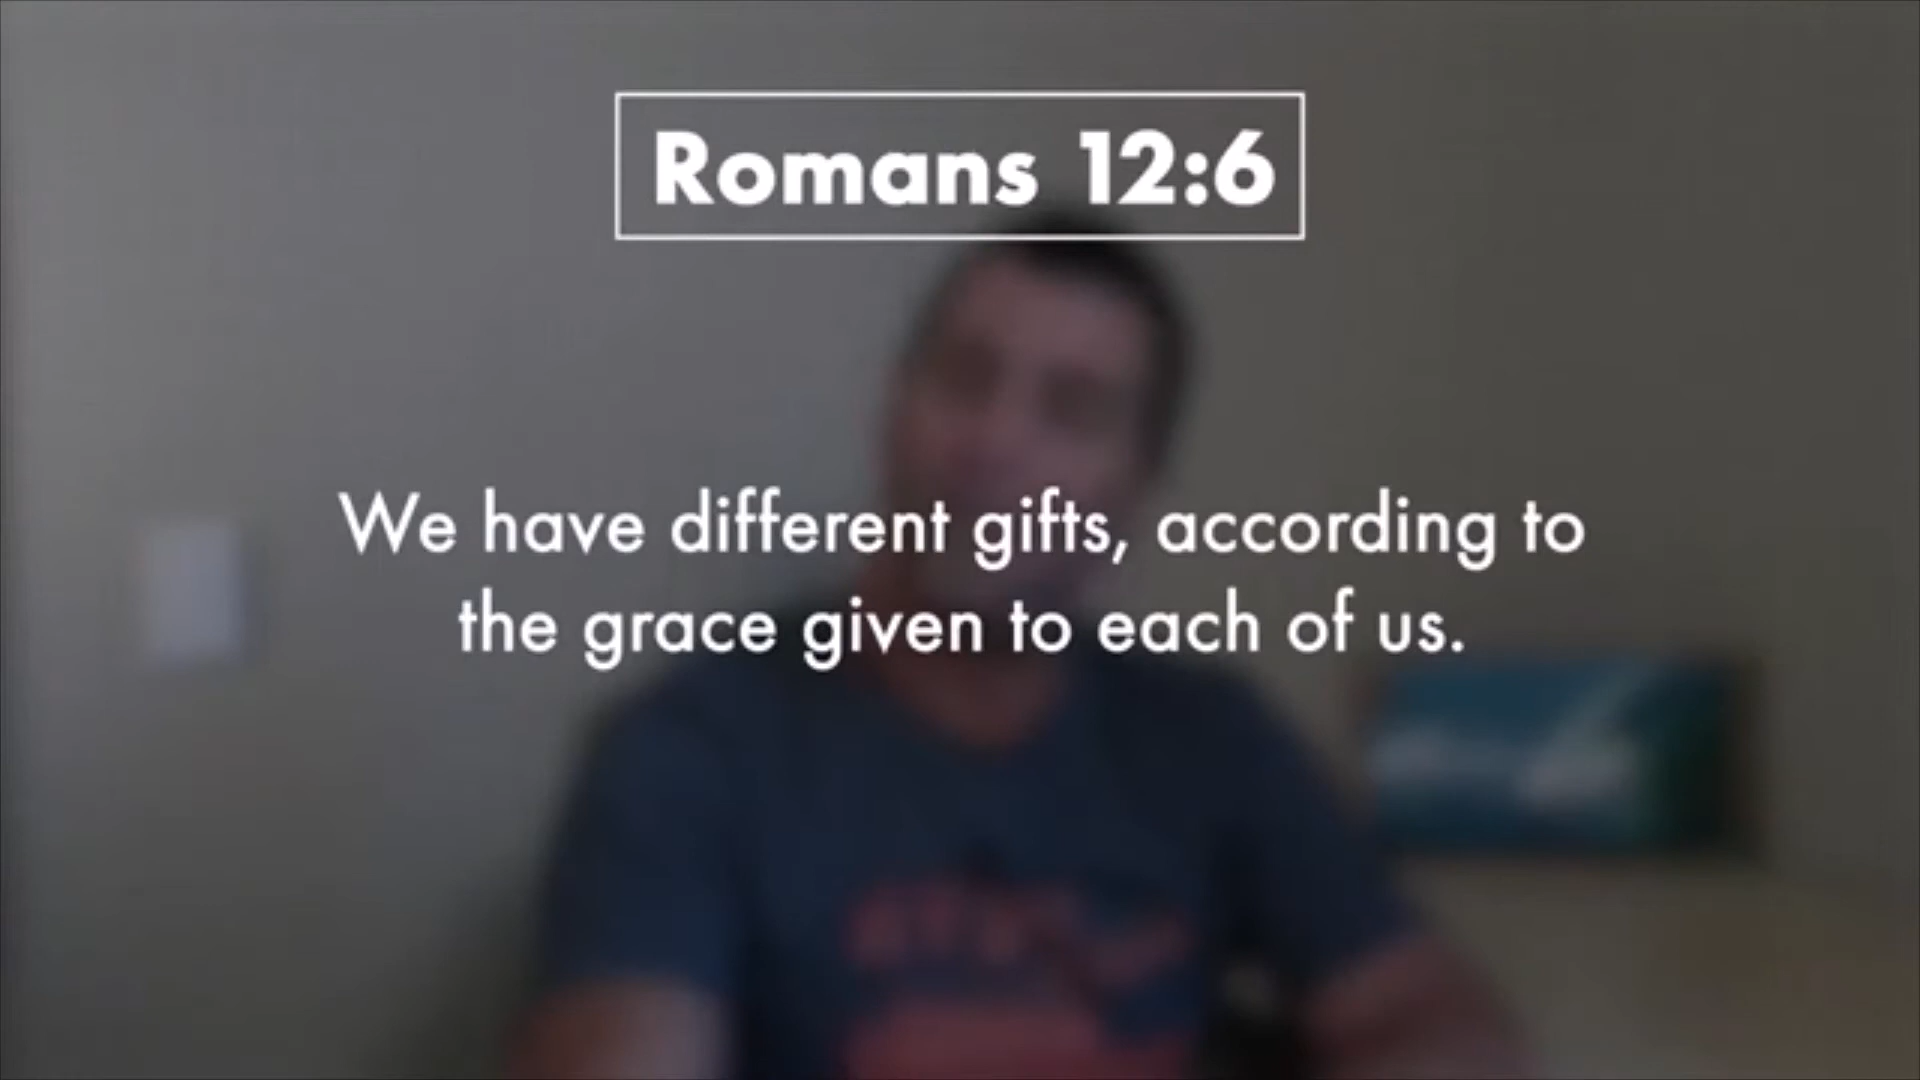 Romans 12:6
We have different gifts, according to
the grace given to each of us.